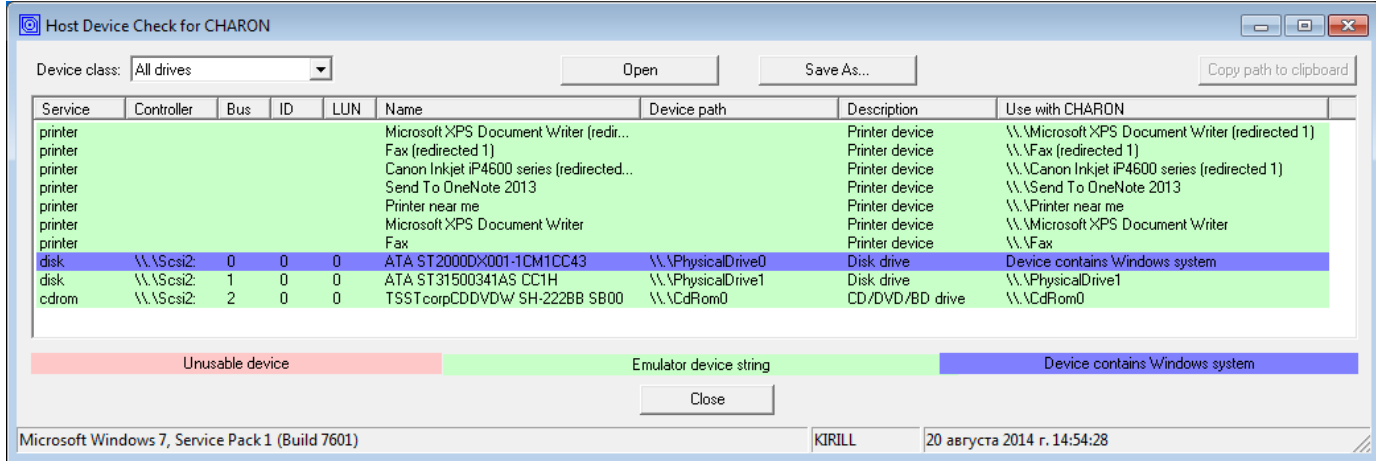 Host Device Check for CHARON
Device class: All drives Open Save As... Copy path to clipboard
Service Controller Bus ID LUN Name Device path Description Use with CHARON
printer Microsoft XPS Document Writer (redir... Printer device \\.\Microsoft XPS Document Writer (redirected 1)
printer Fax (redirected 1) Printer device \\.\Fax (redirected 1)
printer Canon Inkjet iP4600 series (redirected... Printer device \\.\Canon Inkjet iP4600 series (redirected 1)
printer Send To OneNote 2013 Printer device \\.\Send To OneNote 2013
printer Printer near me Printer device \\.\Printer near me
printer Microsoft XPS Document Writer Printer device \\.\Microsoft XPS Document Writer
printer Fax Printer device \\.\Fax
disk \\.\Scsi2: 0 0 0 ATA ST2000DX001-1CM1CC43 \\.\PhysicalDrive0 Disk drive Device contains Windows system
disk \\.\Scsi2: 1 0 0 ATA ST31500341AS CC1H \\.\PhysicalDrive1 Disk drive \\.\PhysicalDrive1
cdrom \\.\Scsi2: 2 0 0 TSSTcorpCDDVDW SH-222BB SB00 \\.\CdRom0 CD/DVD/BD drive \\.\CdRom0
Unusable device Emulator device string Device contains Windows system
Close
Microsoft Windows 7, Service Pack 1 (Build 7601) KIRILL 20 августа 2014 г. 14:54:28